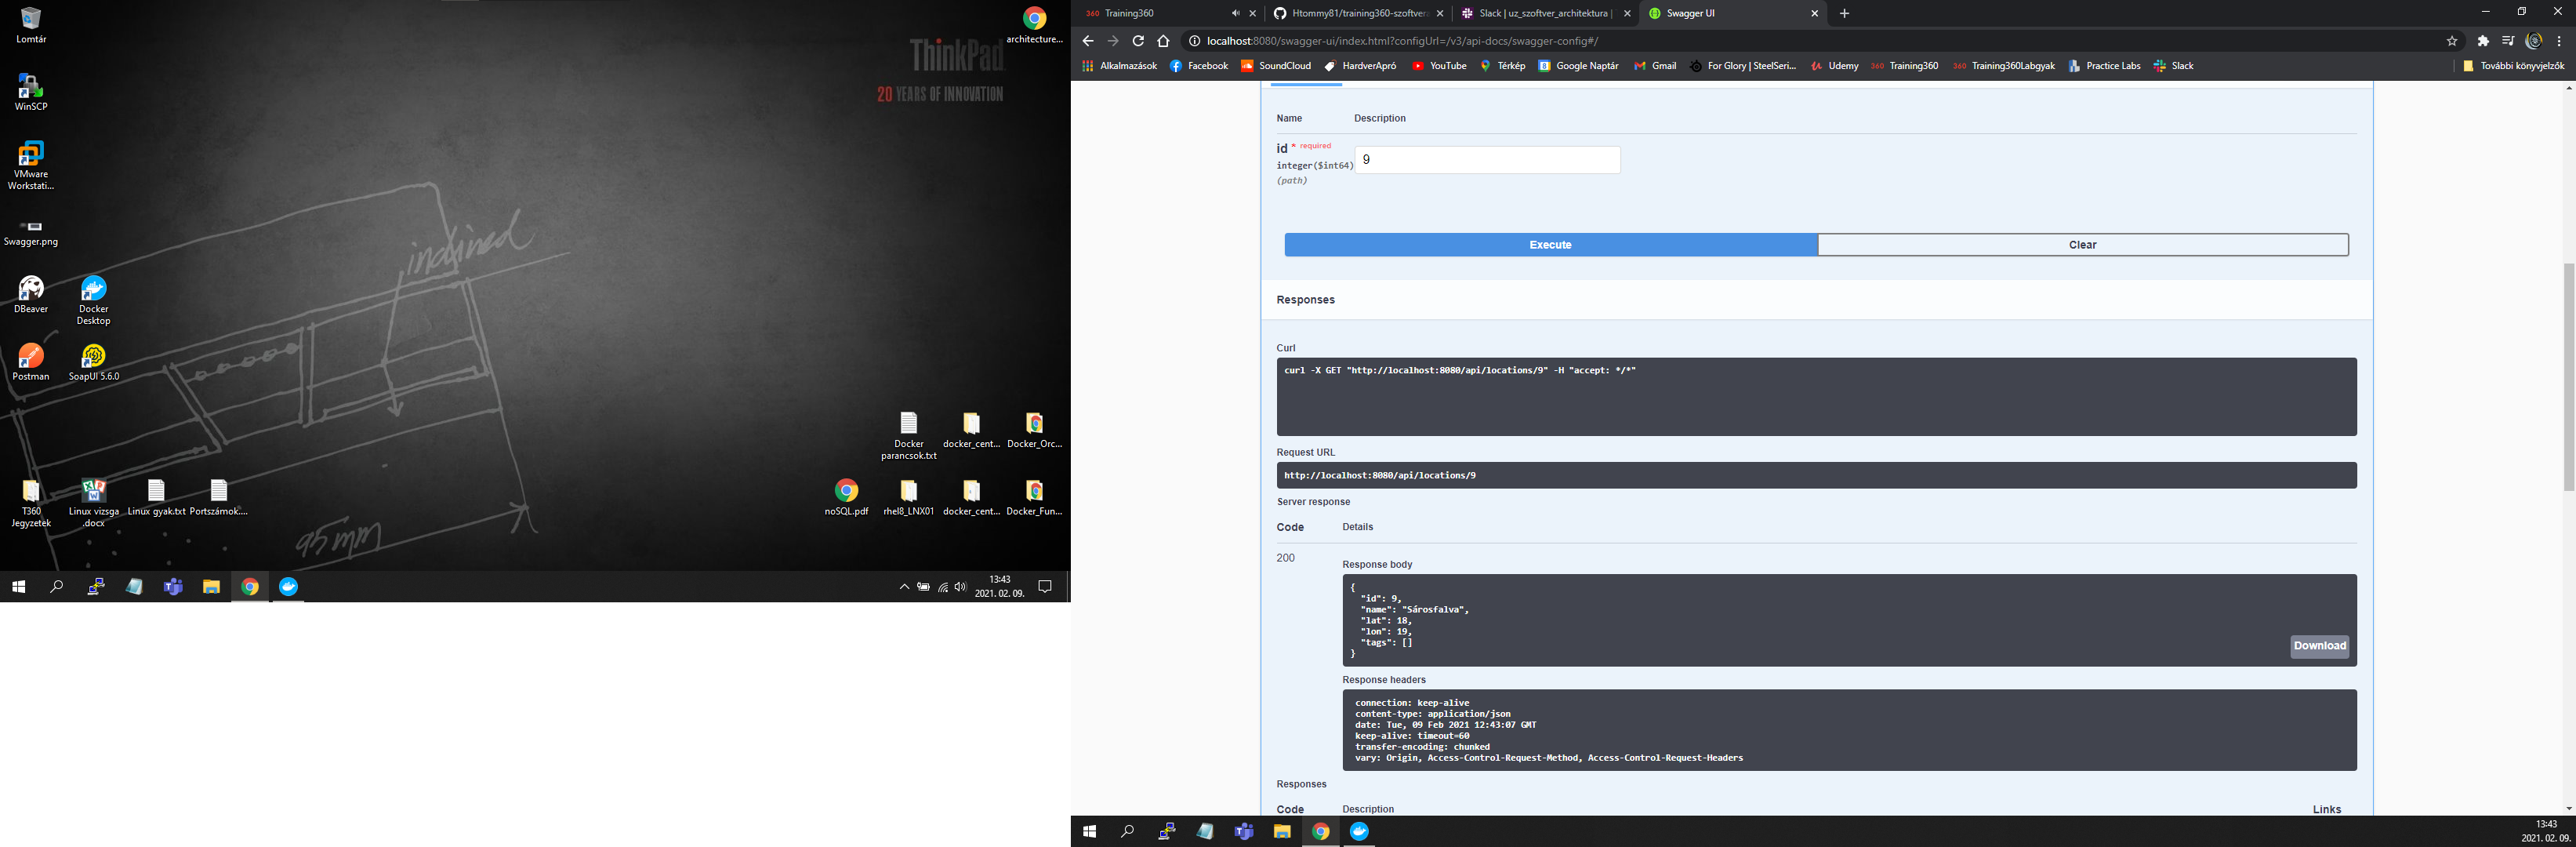 Lomtár
architecture...
ThinkPad
20 YEARS OF INNOVATION
WinSCP
VMware
Workstati...
Swagger.png
inclined
DBeaver
Docker
Desktop
Postman
SoapUI 5.6.0
Docker
parancsok.txt
docker_cent...
Docker_Orc...
T360
Jegyzetek
Linux vizsga
.docx
Linux gyak.txt
Portszámok....
noSQL.pdf
rhel8_LNX01
docker_cent...
Docker_Fun...
95mm
13:43
2021. 02. 09.
360 Training360
Htommy81/training360-szoftver
Slack | uz_szoftver_architektura |
Swagger UI
localhost:8080/swagger-ui/index.html?configUrl=/v3/api-docs/swagger-config#/
Alkalmazások Facebook SoundCloud HardverApró YouTube Térkép Google Naptár Gmail For Glory | SteelSeri... Udemy 360 Training360 360 Training360Labgyak Practice Labs Slack További könyvjelzők
Name Description
id * required
integer($int64)
(path)
9
Execute Clear
Responses
Curl
curl -X GET "http://localhost:8080/api/locations/9" -H "accept: */*"
Request URL
http://localhost:8080/api/locations/9
Server response
Code Details
200
Response body
{
"id": 9,
"name": "Sárosfalva",
"lat": 18,
"lon": 19,
"tags": []
}
Download
Response headers
connection: keep-alive
content-type: application/json
date: Tue, 09 Feb 2021 12:43:07 GMT
keep-alive: timeout=60
transfer-encoding: chunked
vary: Origin, Access-Control-Request-Method, Access-Control-Request-Headers
Responses
Code Description Links
13:43
2021. 02. 09.